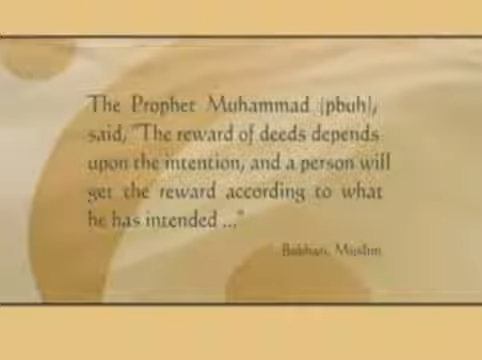 The Prophet Muhammad (pbuh),
said, "The reward of deeds depends
upon the intention, and a person will
get the reward according to what
he has intended ..."
Bukhari, Muslim